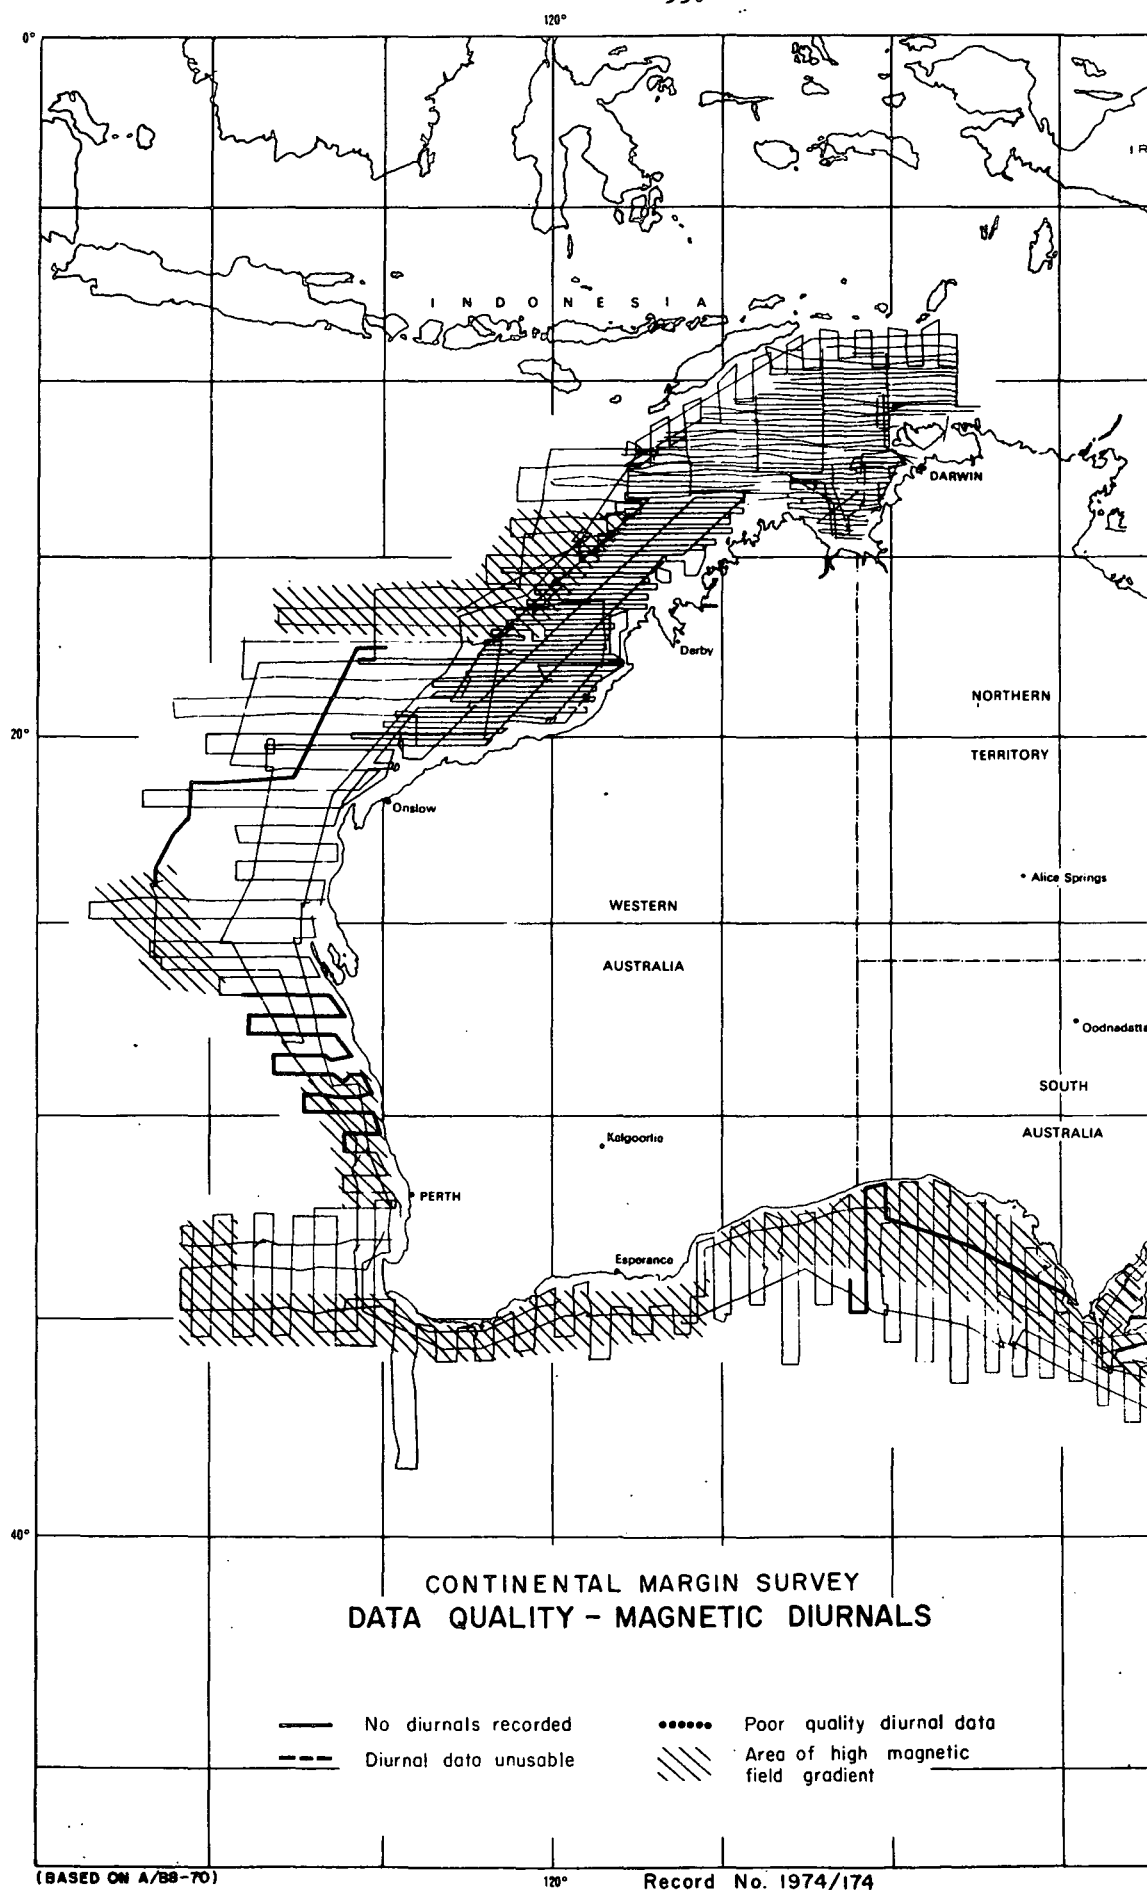 120°
0°
I R
I N D O N E S I A
DARWIN
Derby
NORTHERN
20°
TERRITORY
Onslow
Alice Springs
WESTERN
AUSTRALIA
Oodnadatta
SOUTH
AUSTRALIA
Kalgoorlie
PERTH
Esperance
40°
CONTINENTAL MARGIN SURVEY
DATA QUALITY - MAGNETIC DIURNALS
No diurnals recorded
Poor quality diurnal data
Diurnal data unusable
Area of high magnetic
field gradient
(BASED ON A/B8-70)
120°
Record No. 1974/174